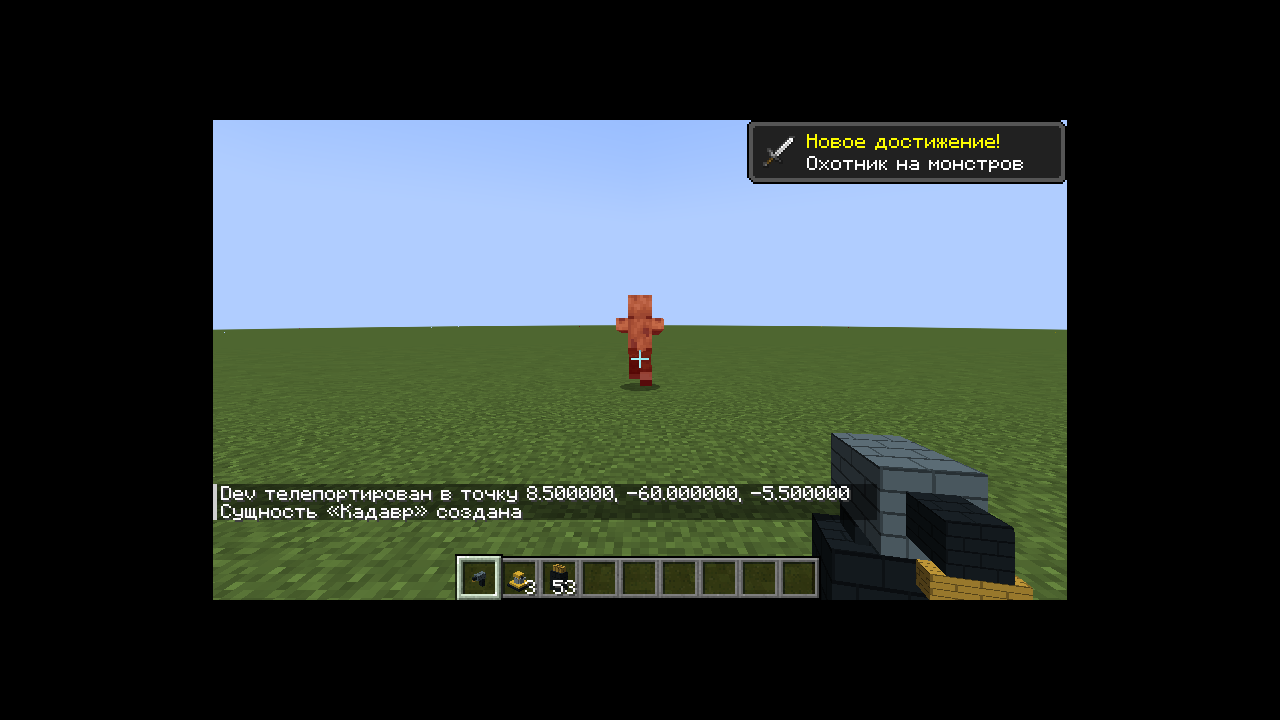 Новое достижение!
Охотник на монстров
Dev телепортирован в точку 8.500000, -60.000000, -5.500000
Сущность «Кадавр» создана
3 53